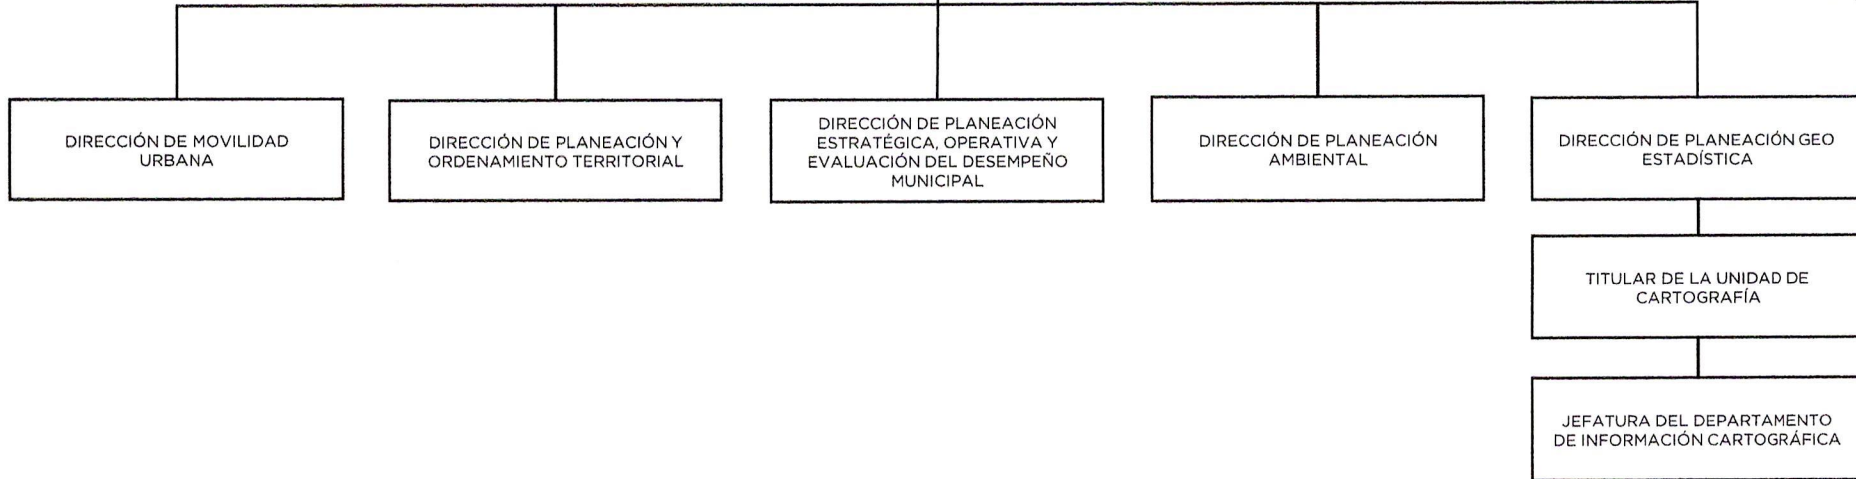 DIRECCIÓN DE MOVILIDAD
URBANA
DIRECCIÓN DE PLANEACIÓN Y
ORDENAMIENTO TERRITORIAL
DIRECCIÓN DE PLANEACIÓN
ESTRATÉGICA, OPERATIVA Y
EVALUACIÓN DEL DESEMPEÑO
MUNICIPAL
DIRECCIÓN DE PLANEACIÓN
AMBIENTAL
DIRECCIÓN DE PLANEACIÓN GEO
ESTADÍSTICA
TITULAR DE LA UNIDAD DE
CARTOGRAFÍA
JEFATURA DEL DEPARTAMENTO
DE INFORMACIÓN CARTOGRÁFICA